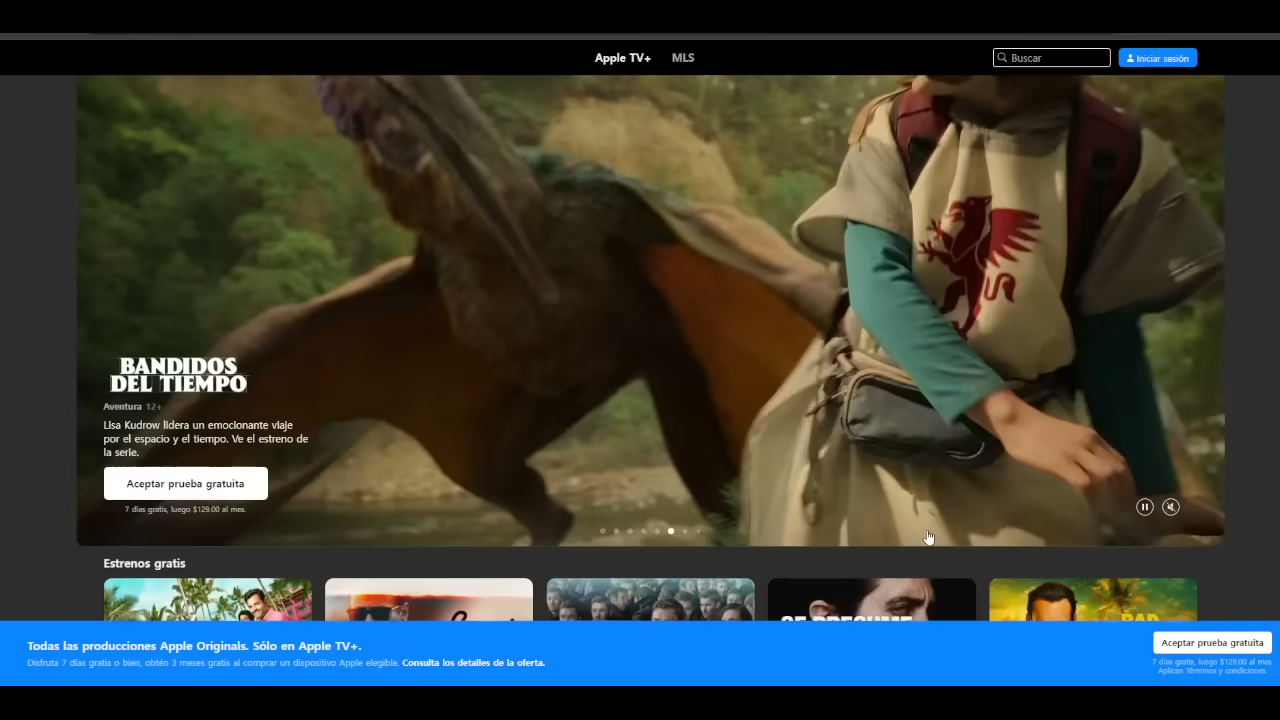 Apple TV+
MLS
Buscar
Iniciar sesión
BANDIDOS
DEL TIEMPO
Aventura 12+
Lisa Kudrow lidera un emocionante viaje
por el espacio y el tiempo. Ve el estreno de
la serie.
Aceptar prueba gratuita
7 días gratis, luego $129.00 al mes.
Estrenos gratis
SE PRESUME
BAD
Todas las producciones Apple Originals. Sólo en Apple TV+.
Disfruta 7 días gratis o bien, obtén 3 meses gratis al comprar un dispositivo Apple elegible. Consulta los detalles de la oferta.
Aceptar prueba gratuita
7 días gratis, luego $129.00 al mes.
Aplican Términos y condiciones.